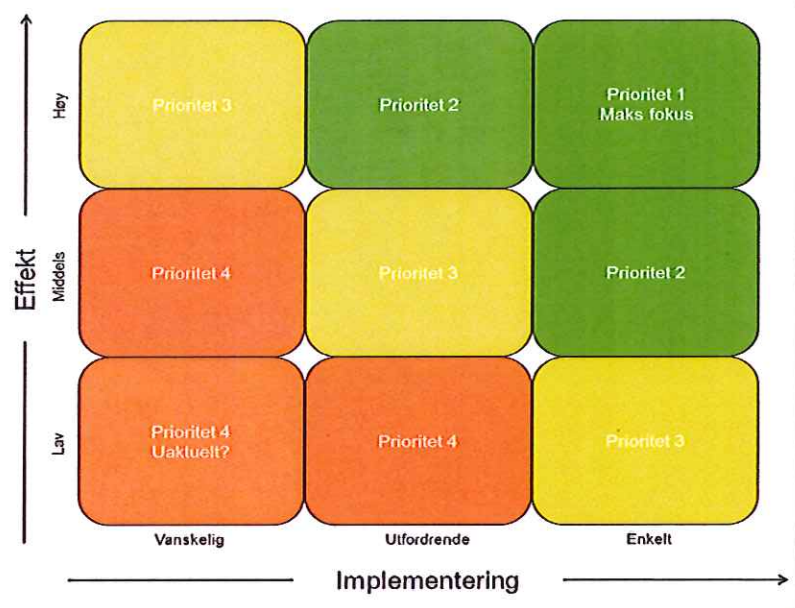 Effekt
Høy
Middels
Lav
Prioritet 3
Prioritet 2
Prioritet 1
Maks fokus
Prioritet 4
Prioritet 3
Prioritet 2
Prioritet 4
Uaktuelt?
Prioritet 4
Prioritet 3
Vanskelig
Utfordrende
Enkelt
Implementering